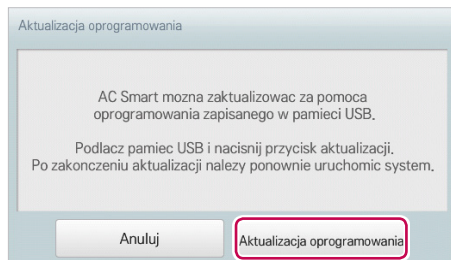 Aktualizacja oprogramowania
AC Smart mozna zaktualizowac za pomoca
oprogramowania zapisanego w pamieci USB.
Podlacz pamiec USB i nacisnij przycisk aktualizacji.
Po zakonczeniu aktualizacji nalezy ponownie uruchomic system.
Anuluj
Aktualizacja oprogramowania